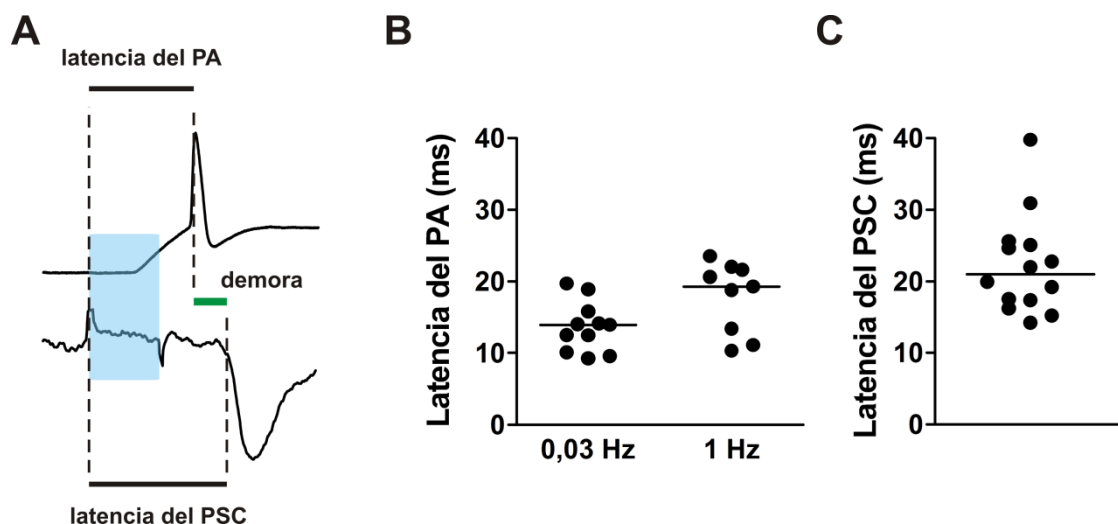 A
latencia del PA
demora
latencia del PSC
B
Latencia del PA (ms)
40
30
20
10
0
0,03 Hz
1 Hz
C
Latencia del PSC (ms)
40
30
20
10
0